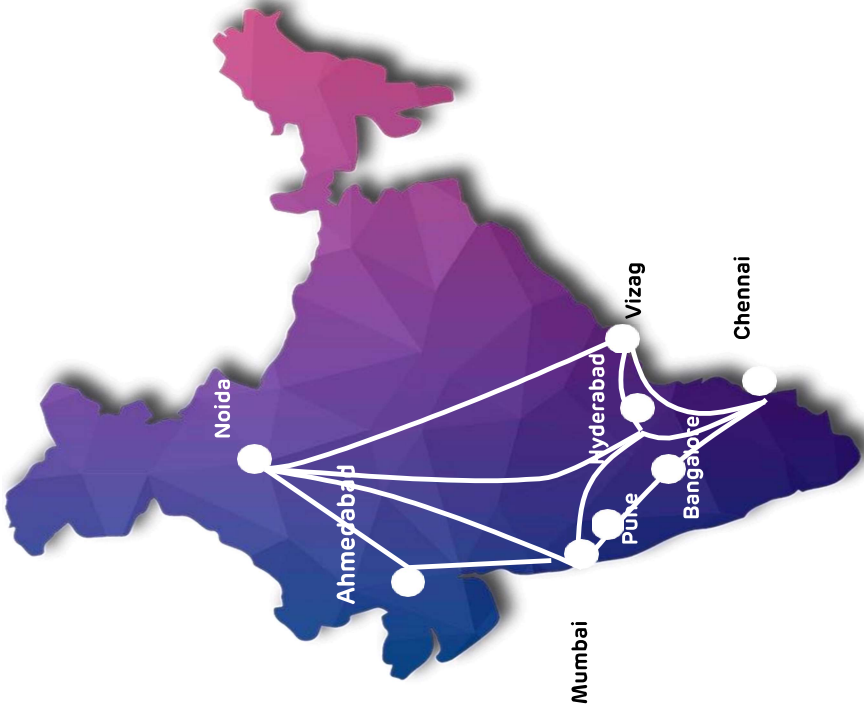 Noida
Ahmedabad
Mumbai
Pune
Hyderabad
Vizag
Bangalore
Chennai